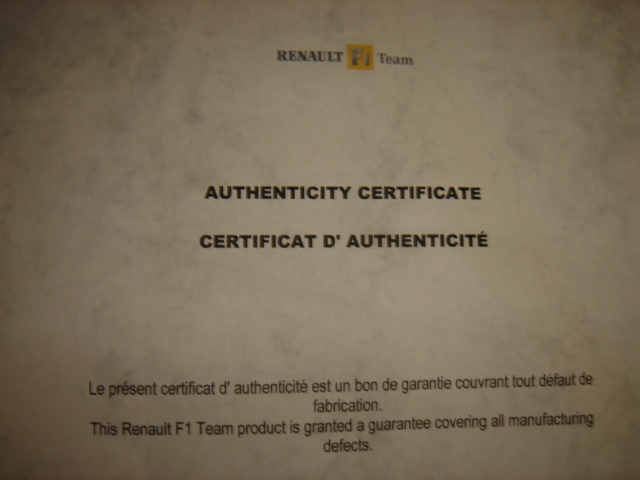 RENAULT F1 Team
AUTHENTICITY CERTIFICATE
CERTIFICAT D' AUTHENTICITÉ
Le présent certificat d' authenticité est un bon de garantie couvrant tout défaut de
fabrication.
This Renault F1 Team product is granted a guarantee covering all manufacturing
defects.